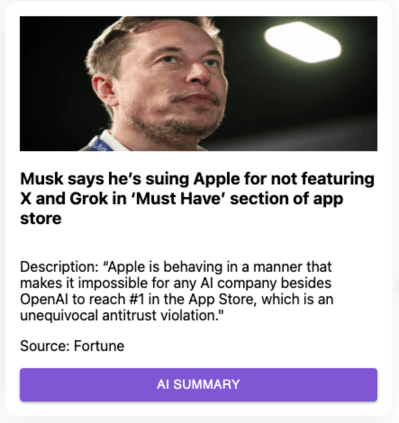 Musk says he’s suing Apple for not featuring
X and Grok in ‘Must Have’ section of app
store
Description: “Apple is behaving in a manner that
makes it impossible for any AI company besides
OpenAI to reach #1 in the App Store, which is an
unequivocal antitrust violation."
Source: Fortune
AI SUMMARY